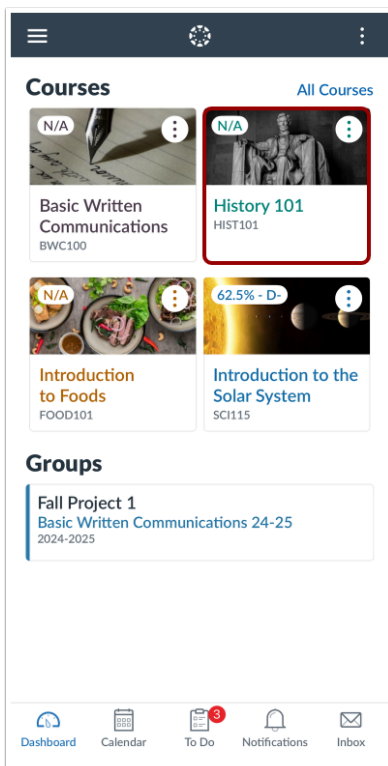 Courses
All Courses
N/A
Basic Written
Communications
BWC100
N/A
History 101
HIST101
N/A
Introduction
to Foods
FOOD101
62.5% - D-
Introduction to the
Solar System
SCI115
Groups
Fall Project 1
Basic Written Communications 24-25
2024-2025
3
Dashboard
Calendar
To Do
Notifications
Inbox